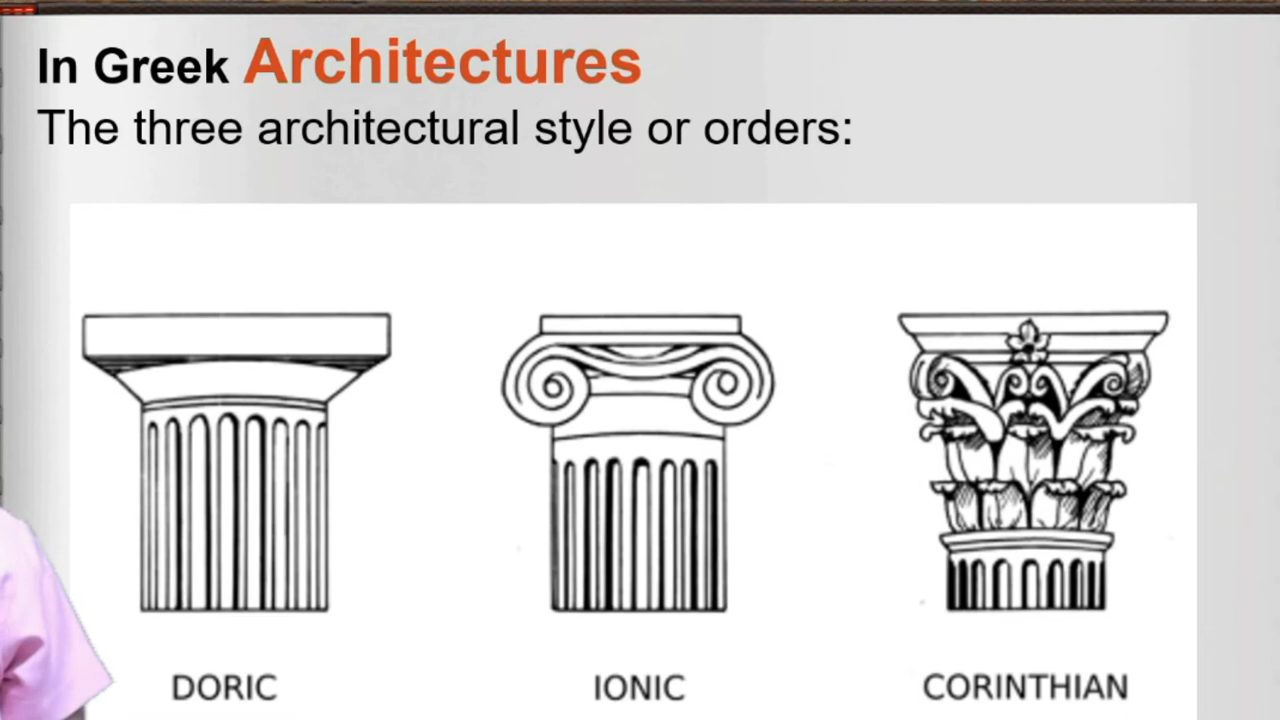 In Greek Architectures
The three architectural style or orders:
DORIC
IONIC
CORINTHIAN